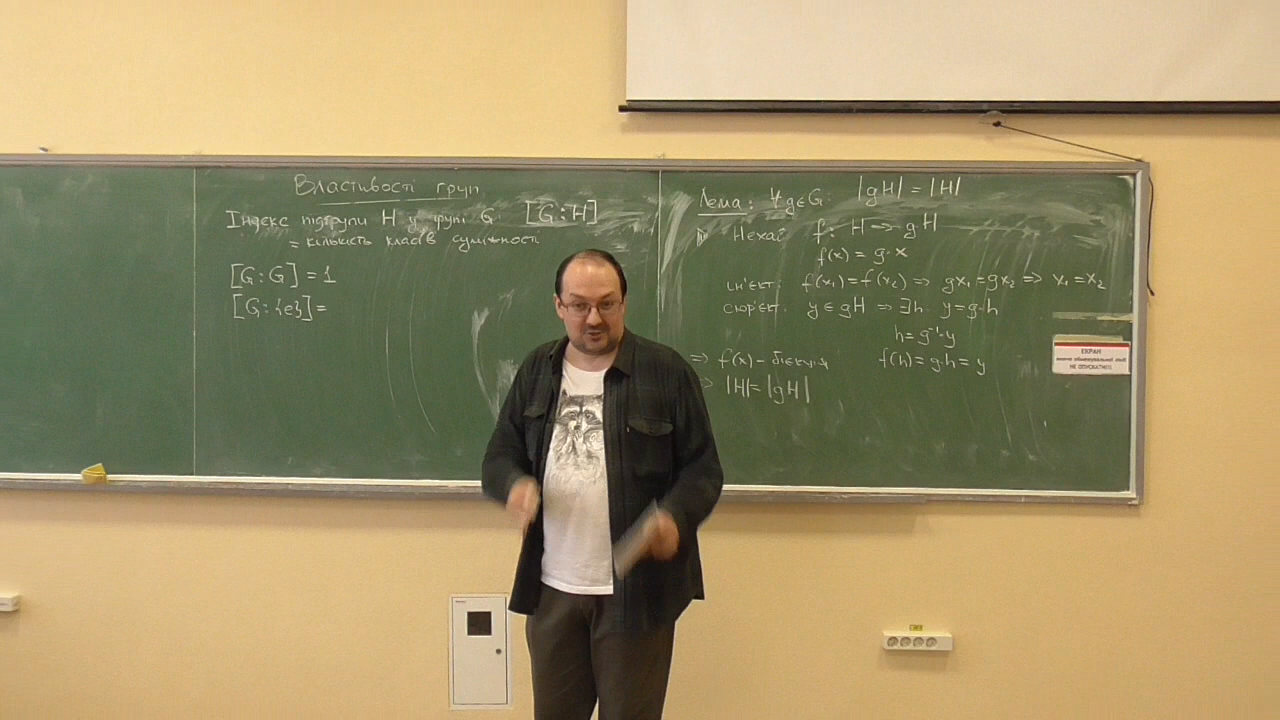 Властивості груп
Індекс підгрупи H у групі G: [G:H]
= кількість класів суміжності
[G:G] = 1
[G:{e}] =
Лема: ∀g∈G: |gH| = |H|
Нехай f: H → gH
f(x) = g·x
ін'єкт: f(x₁) = f(x₂) ⇒ gx₁ = gx₂ ⇒ x₁ = x₂
сюр'єкт: y ∈ gH ⇒ ∃h: y = g·h
h = g⁻¹·y
⇒ f(x) – бієкція f(h) = g·h = y
⇒ |H| = |gH|
ЕКРАН
НЕ ОПУСКАТИ!